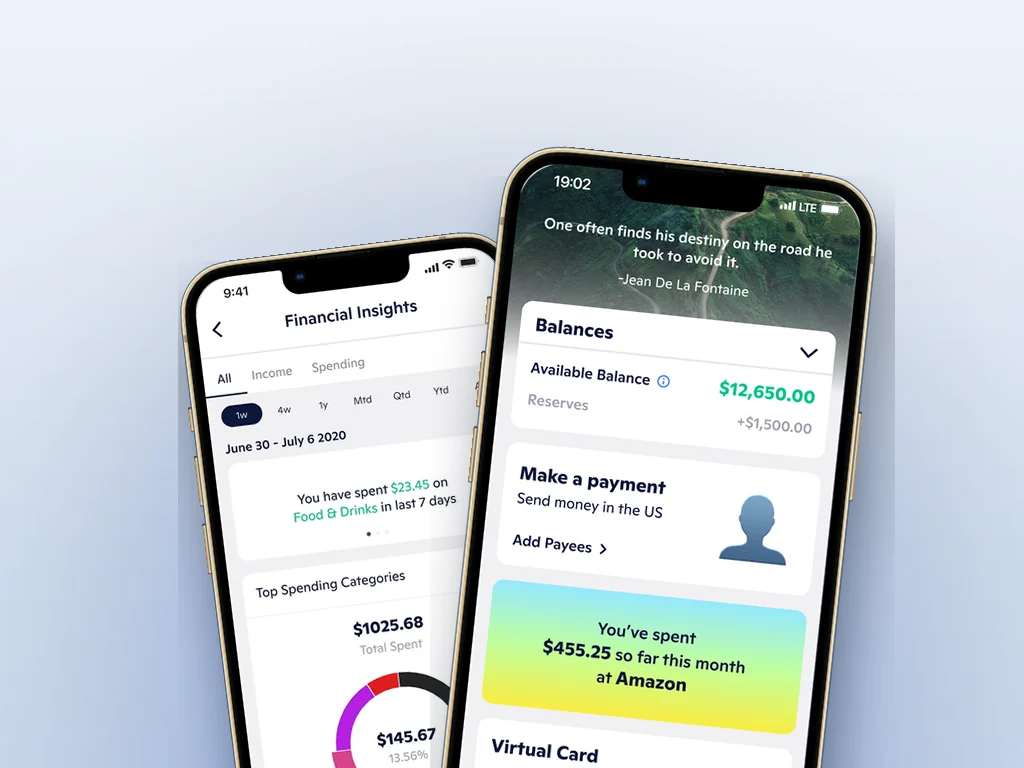 9:41
Financial Insights
All Income Spending
1w 4w 1y Mtd Qtd Ytd
June 30 - July 6 2020
You have spent $23.45 on
Food & Drinks in last 7 days
Top Spending Categories
$1025.68
Total Spent
$145.67
13.56%
19:02
LTE
One often finds his destiny on the road he
took to avoid it.
-Jean De La Fontaine
Balances
Available Balance $12,650.00
Reserves +$1,500.00
Make a payment
Send money in the US
Add Payees
You’ve spent
$455.25 so far this month
at Amazon
Virtual Card